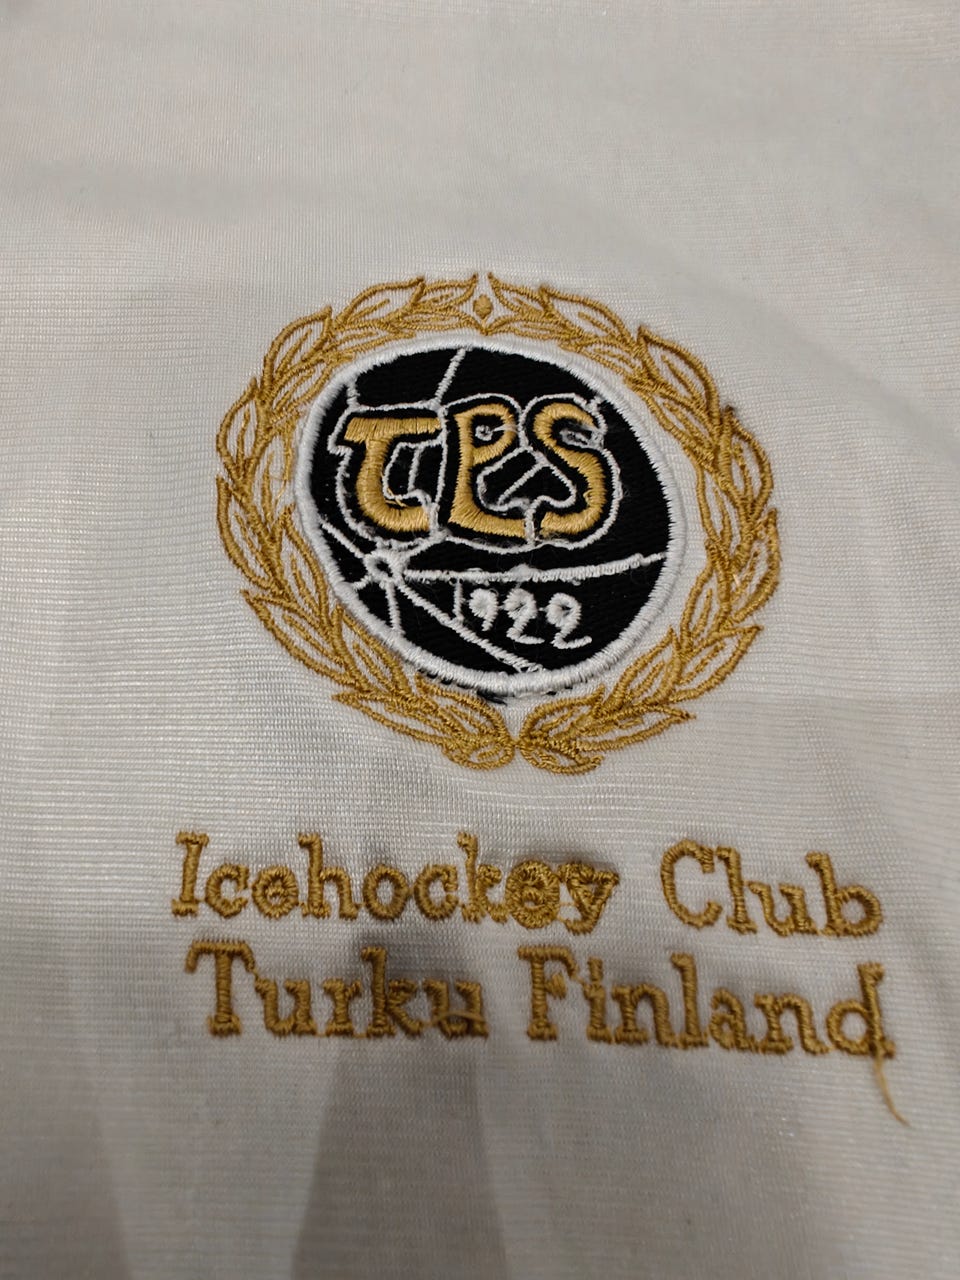 TPS
1922
Icehockey Club
Turku Finland